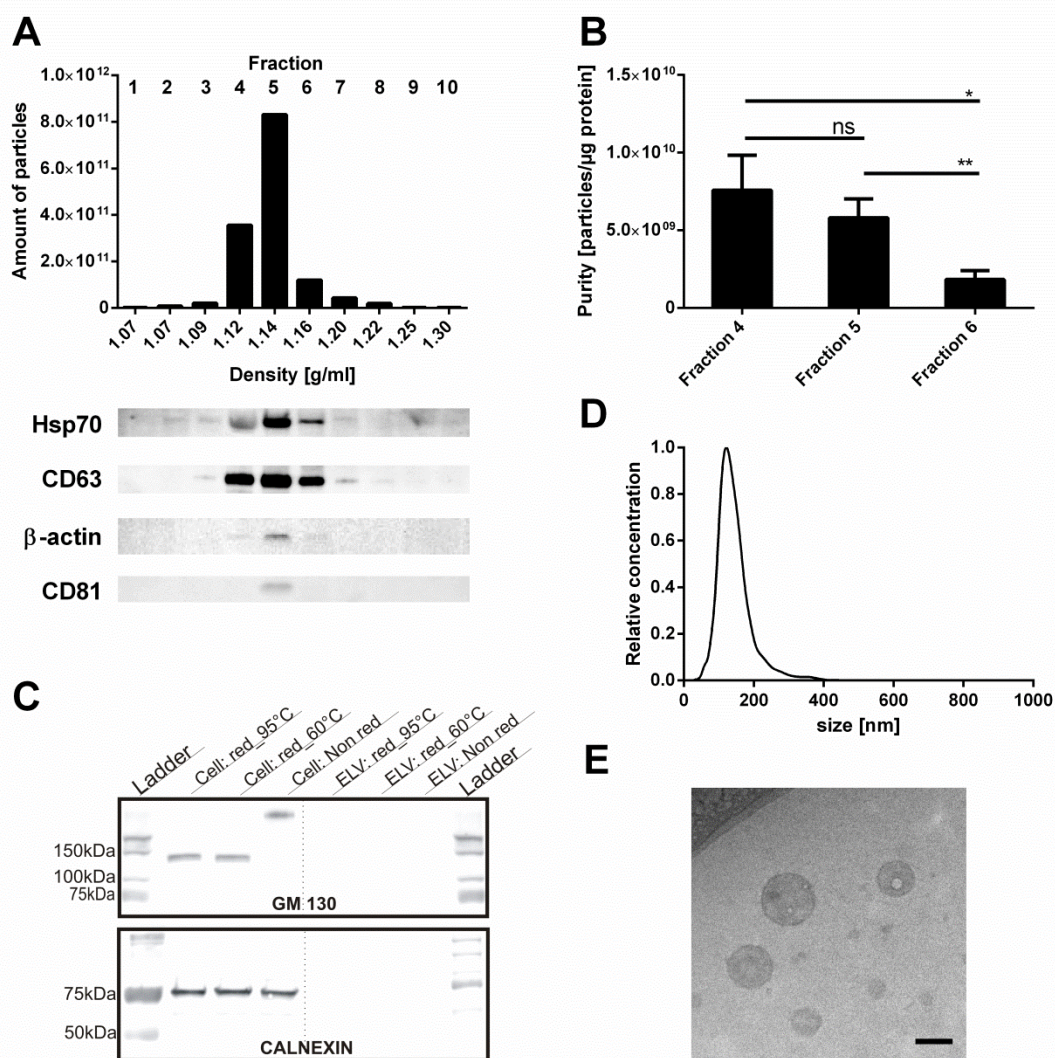 A
Fraction
1 2 3 4 5 6 7 8 9 10
Amount of particles
1.0×10¹²
8.0×10¹¹
6.0×10¹¹
4.0×10¹¹
2.0×10¹¹
0
1.07 1.07 1.09 1.12 1.14 1.16 1.20 1.22 1.25 1.30
Density [g/ml]
Hsp70
CD63
β-actin
CD81
B
Purity [particles/µg protein]
1.5×10¹⁰
1.0×10¹⁰
5.0×10⁰⁹
0
*
ns
**
Fraction 4 Fraction 5 Fraction 6
C
Ladder Cell: red_95°C Cell: red_60°C Cell: Non red ELV: red_95°C ELV: red_60°C ELV: Non red Ladder
150kDa
100kDa
75kDa
GM 130
75kDa
50kDa
CALNEXIN
D
Relative concentration
1.0
0.8
0.6
0.4
0.2
0.0
0 200 400 600 800 1000
size [nm]
E